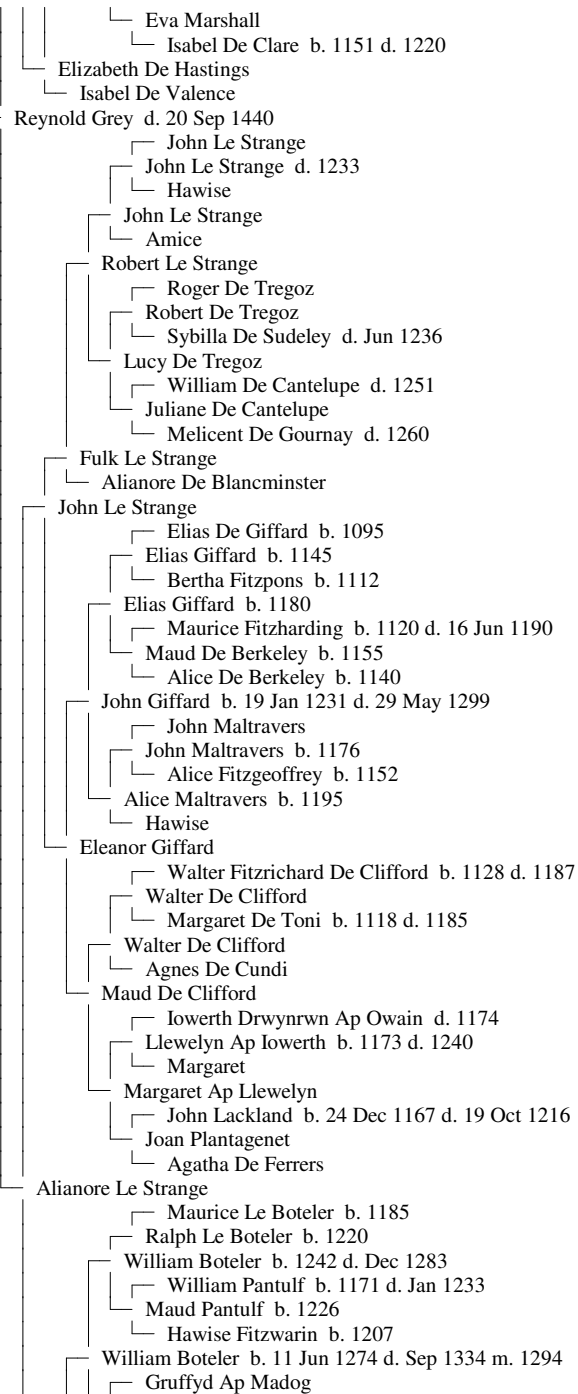 Eva Marshall
Isabel De Clare b. 1151 d. 1220
Elizabeth De Hastings
Isabel De Valence
Reynold Grey d. 20 Sep 1440
John Le Strange
John Le Strange d. 1233
Hawise
John Le Strange
Amice
Robert Le Strange
Roger De Tregoz
Robert De Tregoz
Sybilla De Sudeley d. Jun 1236
Lucy De Tregoz
William De Cantelupe d. 1251
Juliane De Cantelupe
Melicent De Gournay d. 1260
Fulk Le Strange
Alianore De Blancminster
John Le Strange
Elias De Giffard b. 1095
Elias Giffard b. 1145
Bertha Fitzpons b. 1112
Elias Giffard b. 1180
Maurice Fitzharding b. 1120 d. 16 Jun 1190
Maud De Berkeley b. 1155
Alice De Berkeley b. 1140
John Giffard b. 19 Jan 1231 d. 29 May 1299
John Maltravers
John Maltravers b. 1176
Alice Fitzgeoffrey b. 1152
Alice Maltravers b. 1195
Hawise
Eleanor Giffard
Walter Fitzrichard De Clifford b. 1128 d. 1187
Walter De Clifford
Margaret De Toni b. 1118 d. 1185
Walter De Clifford
Agnes De Cundi
Maud De Clifford
Iowerth Drwynrwn Ap Owain d. 1174
Llewelyn Ap Iowerth b. 1173 d. 1240
Margaret
Margaret Ap Llewelyn
John Lackland b. 24 Dec 1167 d. 19 Oct 1216
Joan Plantagenet
Agatha De Ferrers
Alianore Le Strange
Maurice Le Boteler b. 1185
Ralph Le Boteler b. 1220
William Boteler b. 1242 d. Dec 1283
William Pantulf b. 1171 d. Jan 1233
Maud Pantulf b. 1226
Hawise Fitzwarin b. 1207
William Boteler b. 11 Jun 1274 d. Sep 1334 m. 1294
Gruffyd Ap Madog